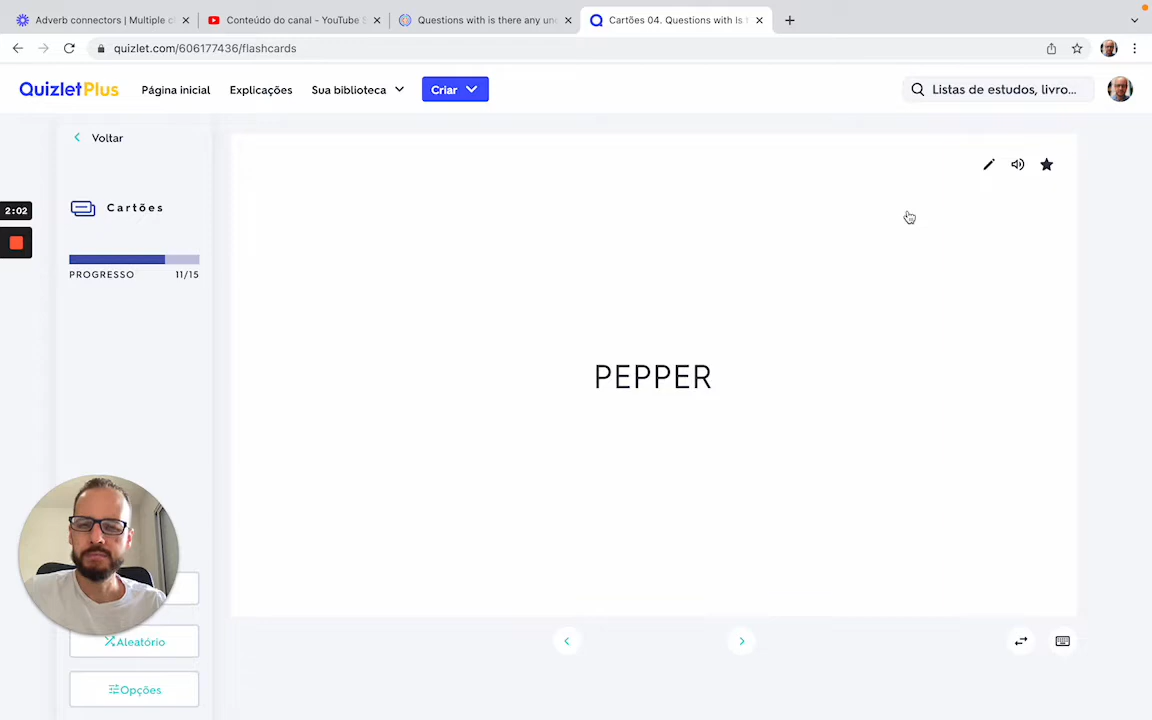 Adverb connectors | Multiple c
Conteúdo do canal - YouTube S
Questions with is there any un
Cartões 04. Questions with Is t
quizlet.com/606177436/flashcards
QuizletPlus
Página inicial
Explicações
Sua biblioteca
Criar
Listas de estudos, livro...
Voltar
2:02
Cartões
PROGRESSO 11/15
PEPPER
Aleatório
Opções